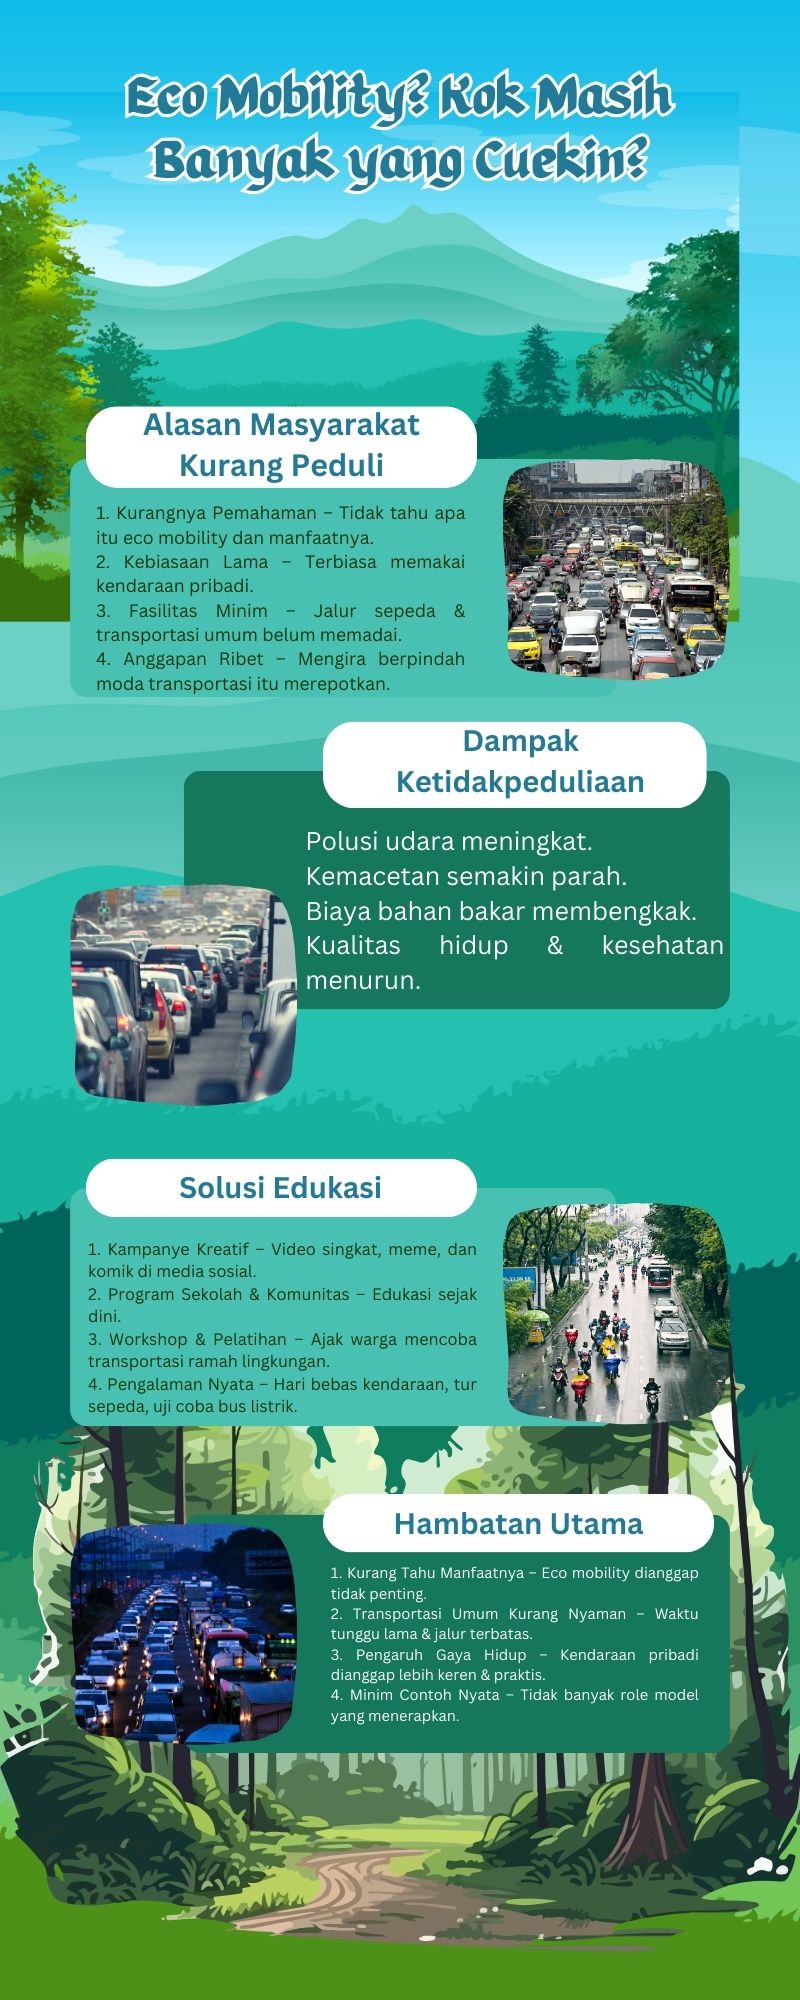 Eco Mobility? Kok Masih
Banyak yang Cuekin?
Alasan Masyarakat
Kurang Peduli
1. Kurangnya Pemahaman – Tidak tahu apa
itu eco mobility dan manfaatnya.
2. Kebiasaan Lama – Terbiasa memakai
kendaraan pribadi.
3. Fasilitas Minim – Jalur sepeda &
transportasi umum belum memadai.
4. Anggapan Ribet – Mengira berpindah
moda transportasi itu merepotkan.
Dampak
Ketidakpeduliaan
Polusi udara meningkat.
Kemacetan semakin parah.
Biaya bahan bakar membengkak.
Kualitas hidup & kesehatan
menurun.
Solusi Edukasi
1. Kampanye Kreatif – Video singkat, meme, dan
komik di media sosial.
2. Program Sekolah & Komunitas – Edukasi sejak
dini.
3. Workshop & Pelatihan – Ajak warga mencoba
transportasi ramah lingkungan.
4. Pengalaman Nyata – Hari bebas kendaraan, tur
sepeda, uji coba bus listrik.
Hambatan Utama
1. Kurang Tahu Manfaatnya – Eco mobility dianggap
tidak penting.
2. Transportasi Umum Kurang Nyaman – Waktu
tunggu lama & jalur terbatas.
3. Pengaruh Gaya Hidup – Kendaraan pribadi
dianggap lebih keren & praktis.
4. Minim Contoh Nyata – Tidak banyak role model
yang menerapkan.